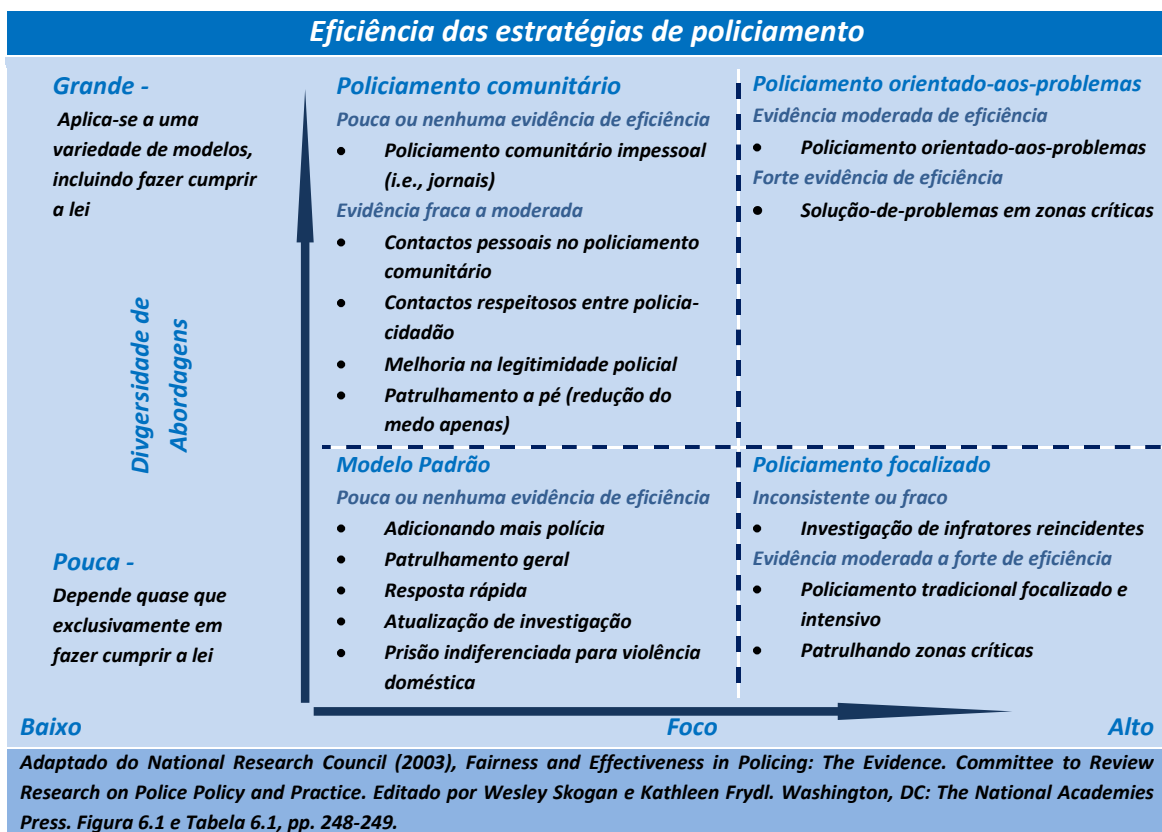 Eficiência das estratégias de policiamento
Grande -
Aplica-se a uma
variedade de modelos,
incluindo fazer cumprir
a lei
Divgersidade de
Abordagens
Pouca -
Depende quase que
exclusivamente em
fazer cumprir a lei
Policiamento comunitário
Pouca ou nenhuma evidência de eficiência
• Policiamento comunitário impessoal
(i.e., jornais)
Evidência fraca a moderada
• Contactos pessoais no policiamento
comunitário
• Contactos respeitosos entre policia-
cidadão
• Melhoria na legitimidade policial
• Patrulhamento a pé (redução do
medo apenas)
Policiamento orientado-aos-problemas
Evidência moderada de eficiência
• Policiamento orientado-aos-problemas
Forte evidência de eficiência
• Solução-de-problemas em zonas críticas
Modelo Padrão
Pouca ou nenhuma evidência de eficiência
• Adicionando mais polícia
• Patrulhamento geral
• Resposta rápida
• Atualização de investigação
• Prisão indiferenciada para violência
doméstica
Policiamento focalizado
Inconsistente ou fraco
• Investigação de infratores reincidentes
Evidência moderada a forte de eficiência
• Policiamento tradicional focalizado e
intensivo
• Patrulhando zonas críticas
Baixo
Foco
Alto
Adaptado do National Research Council (2003), Fairness and Effectiveness in Policing: The Evidence. Committee to Review
Research on Police Policy and Practice. Editado por Wesley Skogan e Kathleen Frydl. Washington, DC: The National Academies
Press. Figura 6.1 e Tabela 6.1, pp. 248-249.